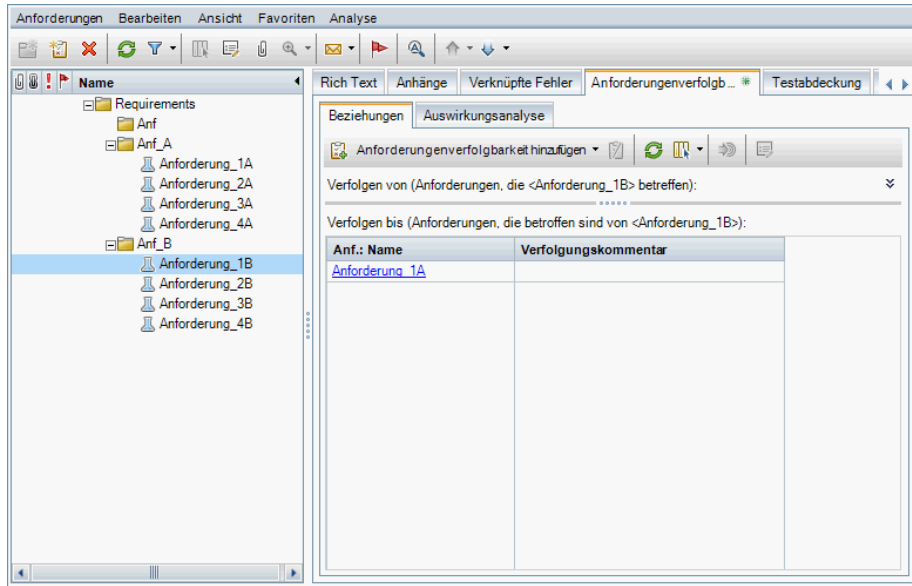 Anforderungen Bearbeiten Ansicht Favoriten Analyse
Name
Requirements
Anf
Anf_A
Anforderung_1A
Anforderung_2A
Anforderung_3A
Anforderung_4A
Anf_B
Anforderung_1B
Anforderung_2B
Anforderung_3B
Anforderung_4B
Rich Text Anhänge Verknüpfte Fehler Anforderungenverfolgb... Testabdeckung
Beziehungen Auswirkungsanalyse
Anforderungenverfolgbarkeit hinzufügen
Verfolgen von (Anforderungen, die <Anforderung_1B> betreffen):
Verfolgen bis (Anforderungen, die betroffen sind von <Anforderung_1B>):
Anf.: Name Verfolgungskommentar
Anforderung_1A